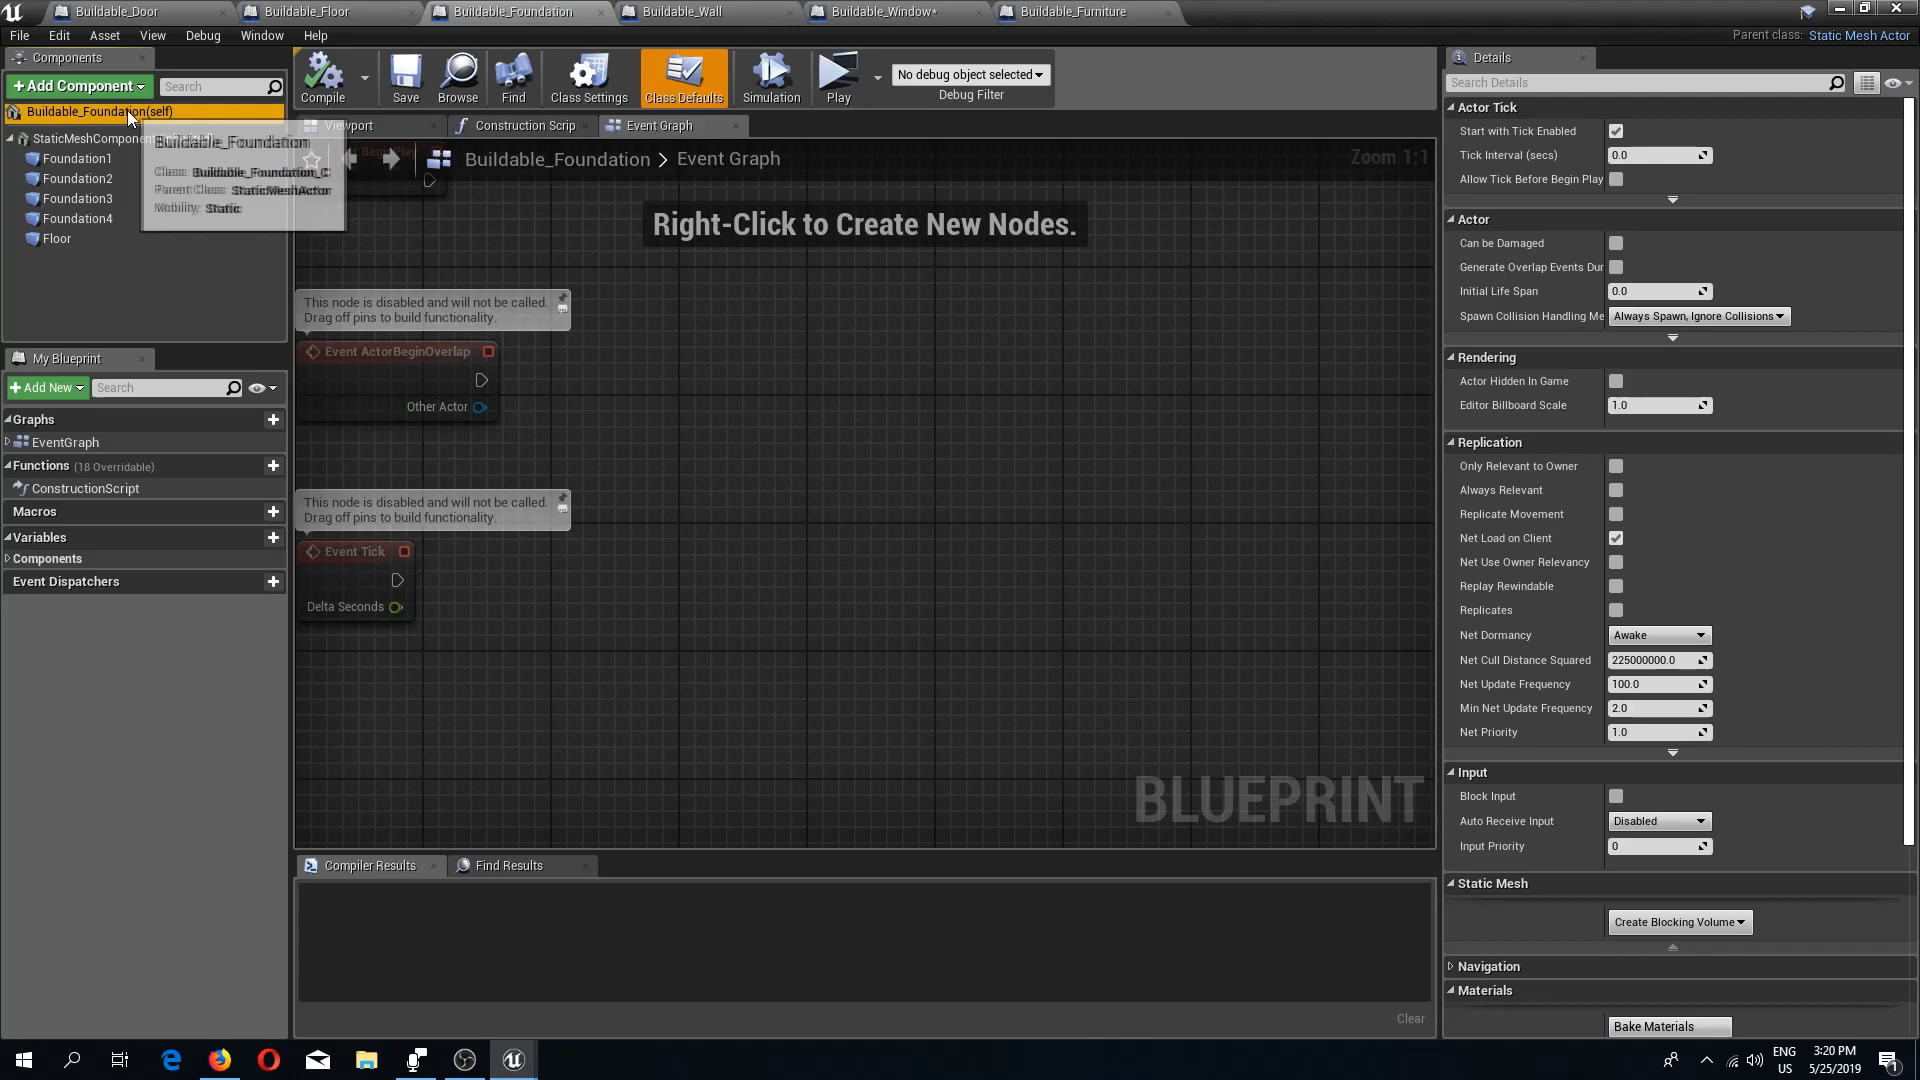 Buildable_Door
Buildable_Floor
Buildable_Foundation
Buildable_Wall
Buildable_Window*
Buildable_Furniture
File Edit Asset View Debug Window Help
Parent class: Static Mesh Actor
Components
+Add Component
Search
Buildable_Foundation(self)
StaticMeshComponent
Foundation1
Foundation2
Foundation3
Foundation4
Floor
Buildable_Foundation
Class: Buildable_Foundation_C
Parent Class: StaticMeshActor
Mobility: Static
My Blueprint
+Add New
Search
Graphs
EventGraph
Functions (18 Overridable)
ConstructionScript
Macros
Variables
Components
Event Dispatchers
Compile
Save
Browse
Find
Class Settings
Class Defaults
Simulation
Play
No debug object selected
Debug Filter
Viewport
Construction Scrip
Event Graph
Buildable_Foundation > Event Graph
Zoom 1:1
Right-Click to Create New Nodes.
This node is disabled and will not be called.
Drag off pins to build functionality.
Event ActorBeginOverlap
Other Actor
This node is disabled and will not be called.
Drag off pins to build functionality.
Event Tick
Delta Seconds
BLUEPRINT
Compiler Results
Find Results
Clear
Details
Search Details
Actor Tick
Start with Tick Enabled
Tick Interval (secs) 0.0
Allow Tick Before Begin Play
Actor
Can be Damaged
Generate Overlap Events Dur
Initial Life Span 0.0
Spawn Collision Handling Me Always Spawn, Ignore Collisions
Rendering
Actor Hidden In Game
Editor Billboard Scale 1.0
Replication
Only Relevant to Owner
Always Relevant
Replicate Movement
Net Load on Client
Net Use Owner Relevancy
Replay Rewindable
Replicates
Net Dormancy Awake
Net Cull Distance Squared 225000000.0
Net Update Frequency 100.0
Min Net Update Frequency 2.0
Net Priority 1.0
Input
Block Input
Auto Receive Input Disabled
Input Priority 0
Static Mesh
Create Blocking Volume
Navigation
Materials
Bake Materials
ENG
US
3:20 PM
5/25/2019
1